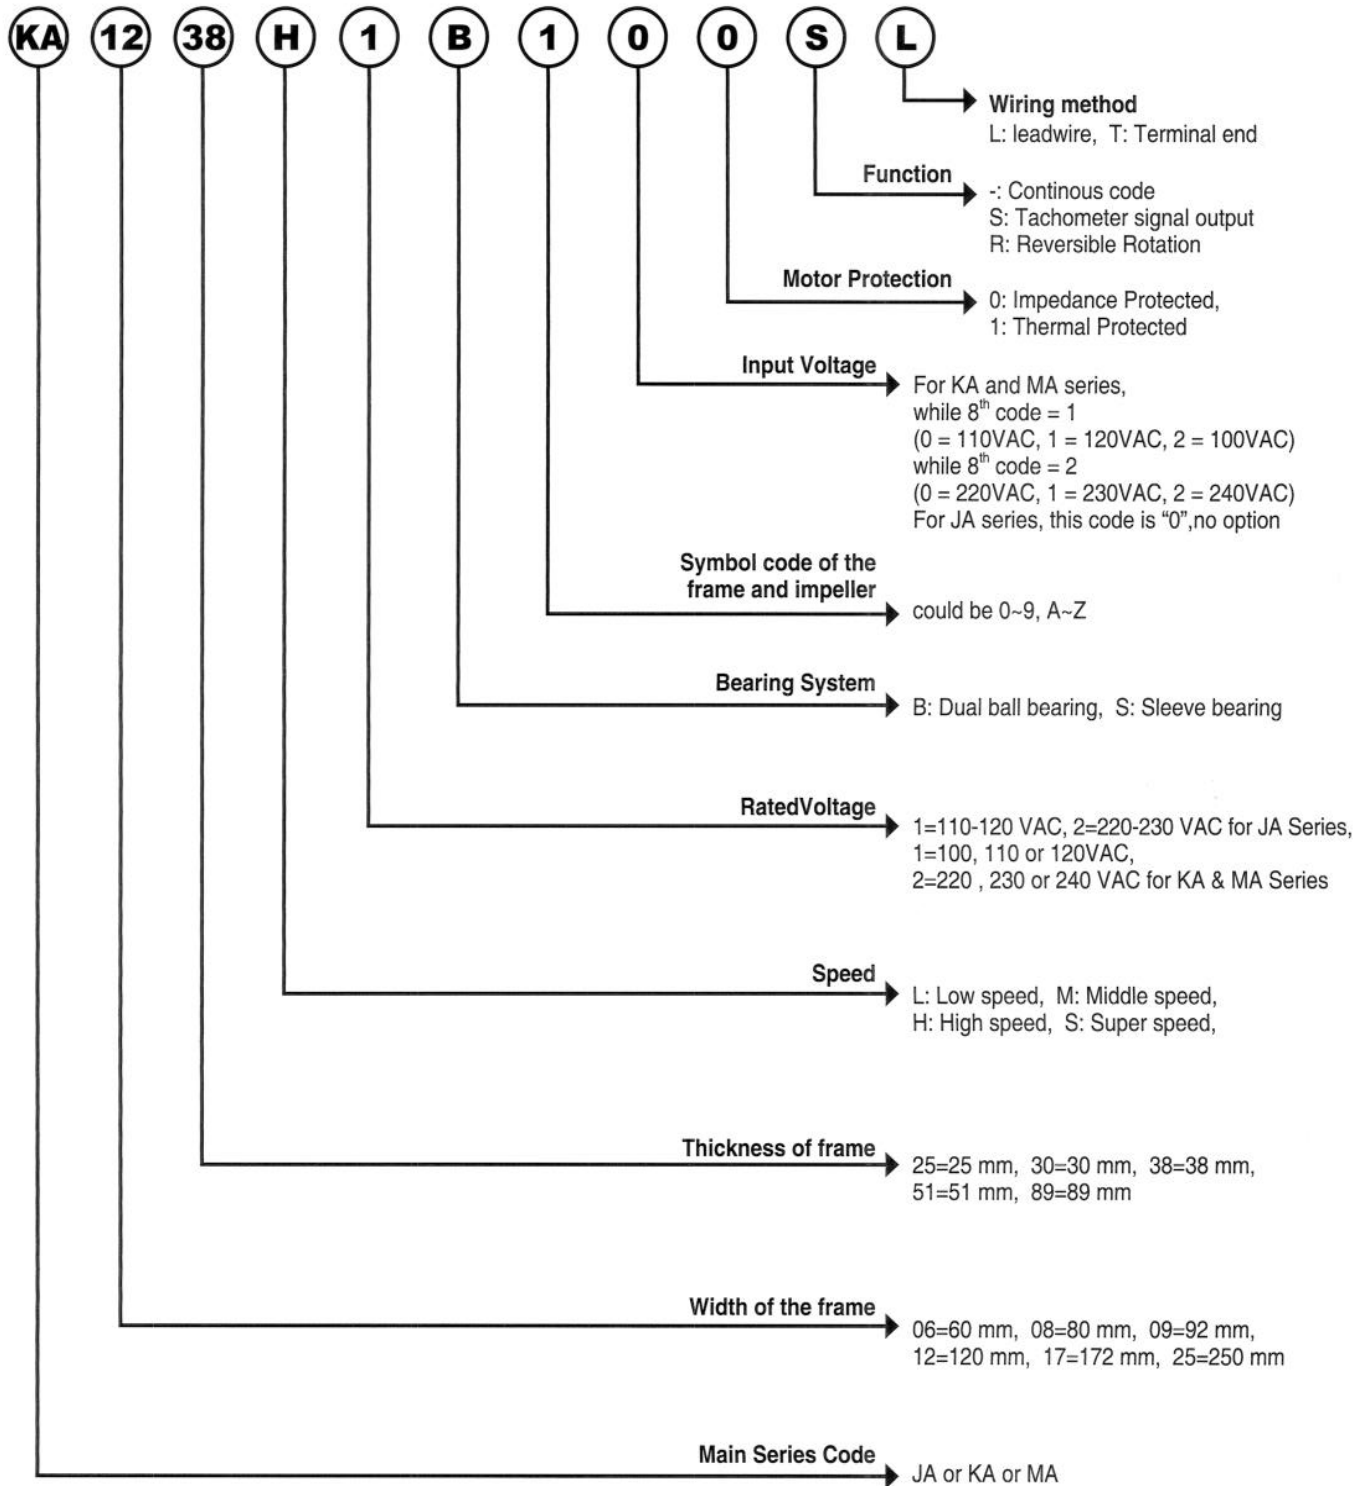 KA 12 38 H 1 B 1 0 0 S L
Wiring method
L: leadwire, T: Terminal end
Function
-: Continous code
S: Tachometer signal output
R: Reversible Rotation
Motor Protection
0: Impedance Protected,
1: Thermal Protected
Input Voltage
For KA and MA series,
while 8th code = 1
(0 = 110VAC, 1 = 120VAC, 2 = 100VAC)
while 8th code = 2
(0 = 220VAC, 1 = 230VAC, 2 = 240VAC)
For JA series, this code is “0”,no option
Symbol code of the
frame and impeller
could be 0~9, A~Z
Bearing System
B: Dual ball bearing, S: Sleeve bearing
RatedVoltage
1=110-120 VAC, 2=220-230 VAC for JA Series,
1=100, 110 or 120VAC,
2=220 , 230 or 240 VAC for KA & MA Series
Speed
L: Low speed, M: Middle speed,
H: High speed, S: Super speed,
Thickness of frame
25=25 mm, 30=30 mm, 38=38 mm,
51=51 mm, 89=89 mm
Width of the frame
06=60 mm, 08=80 mm, 09=92 mm,
12=120 mm, 17=172 mm, 25=250 mm
Main Series Code
JA or KA or MA